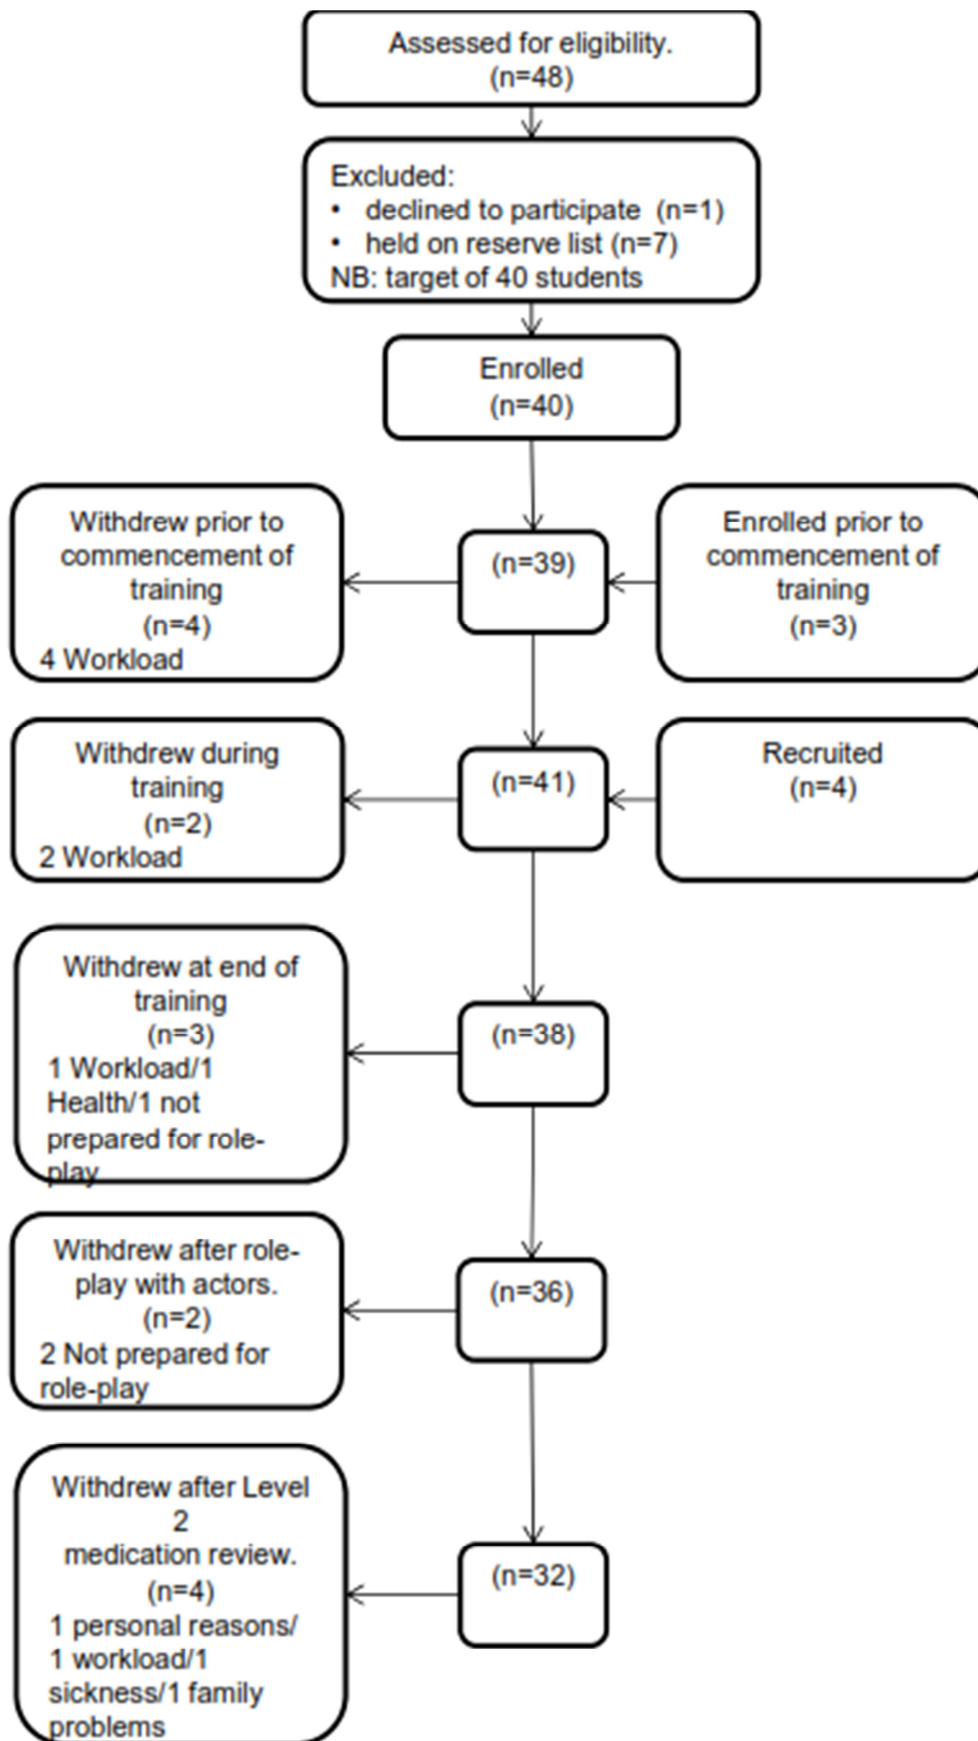 Assessed for eligibility.
(n=48)
Excluded:
• declined to participate (n=1)
• held on reserve list (n=7)
NB: target of 40 students
Enrolled
(n=40)
Withdrew prior to
commencement of
training
(n=4)
4 Workload
(n=39)
Enrolled prior to
commencement of
training
(n=3)
Withdrew during
training
(n=2)
2 Workload
(n=41)
Recruited
(n=4)
Withdrew at end of
training
(n=3)
1 Workload/1
Health/1 not
prepared for role-
play
(n=38)
Withdrew after role-
play with actors.
(n=2)
2 Not prepared for
role-play
(n=36)
Withdrew after Level
2
medication review.
(n=4)
1 personal reasons/
1 workload/1
sickness/1 family
problems
(n=32)